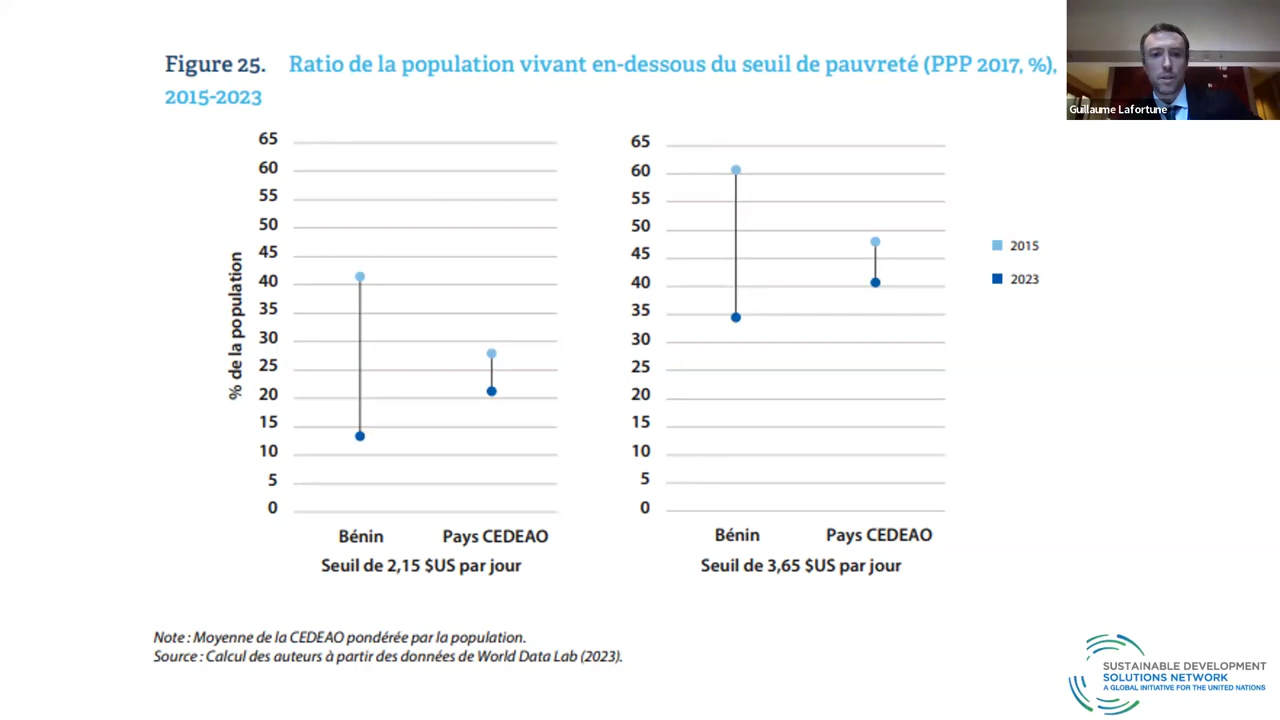 Figure 25. Ratio de la population vivant en-dessous du seuil de pauvreté (PPP 2017, %),
2015-2023
Guillaume Lafortune
% de la population
65
60
55
50
45
40
35
30
25
20
15
10
5
0
Bénin Pays CEDEAO
Seuil de 2,15 $US par jour
65
60
55
50
45
40
35
30
25
20
15
10
5
0
Bénin Pays CEDEAO
Seuil de 3,65 $US par jour
2015
2023
Note : Moyenne de la CEDEAO pondérée par la population.
Source : Calcul des auteurs à partir des données de World Data Lab (2023).
SUSTAINABLE DEVELOPMENT
SOLUTIONS NETWORK
A GLOBAL INITIATIVE FOR THE UNITED NATIONS